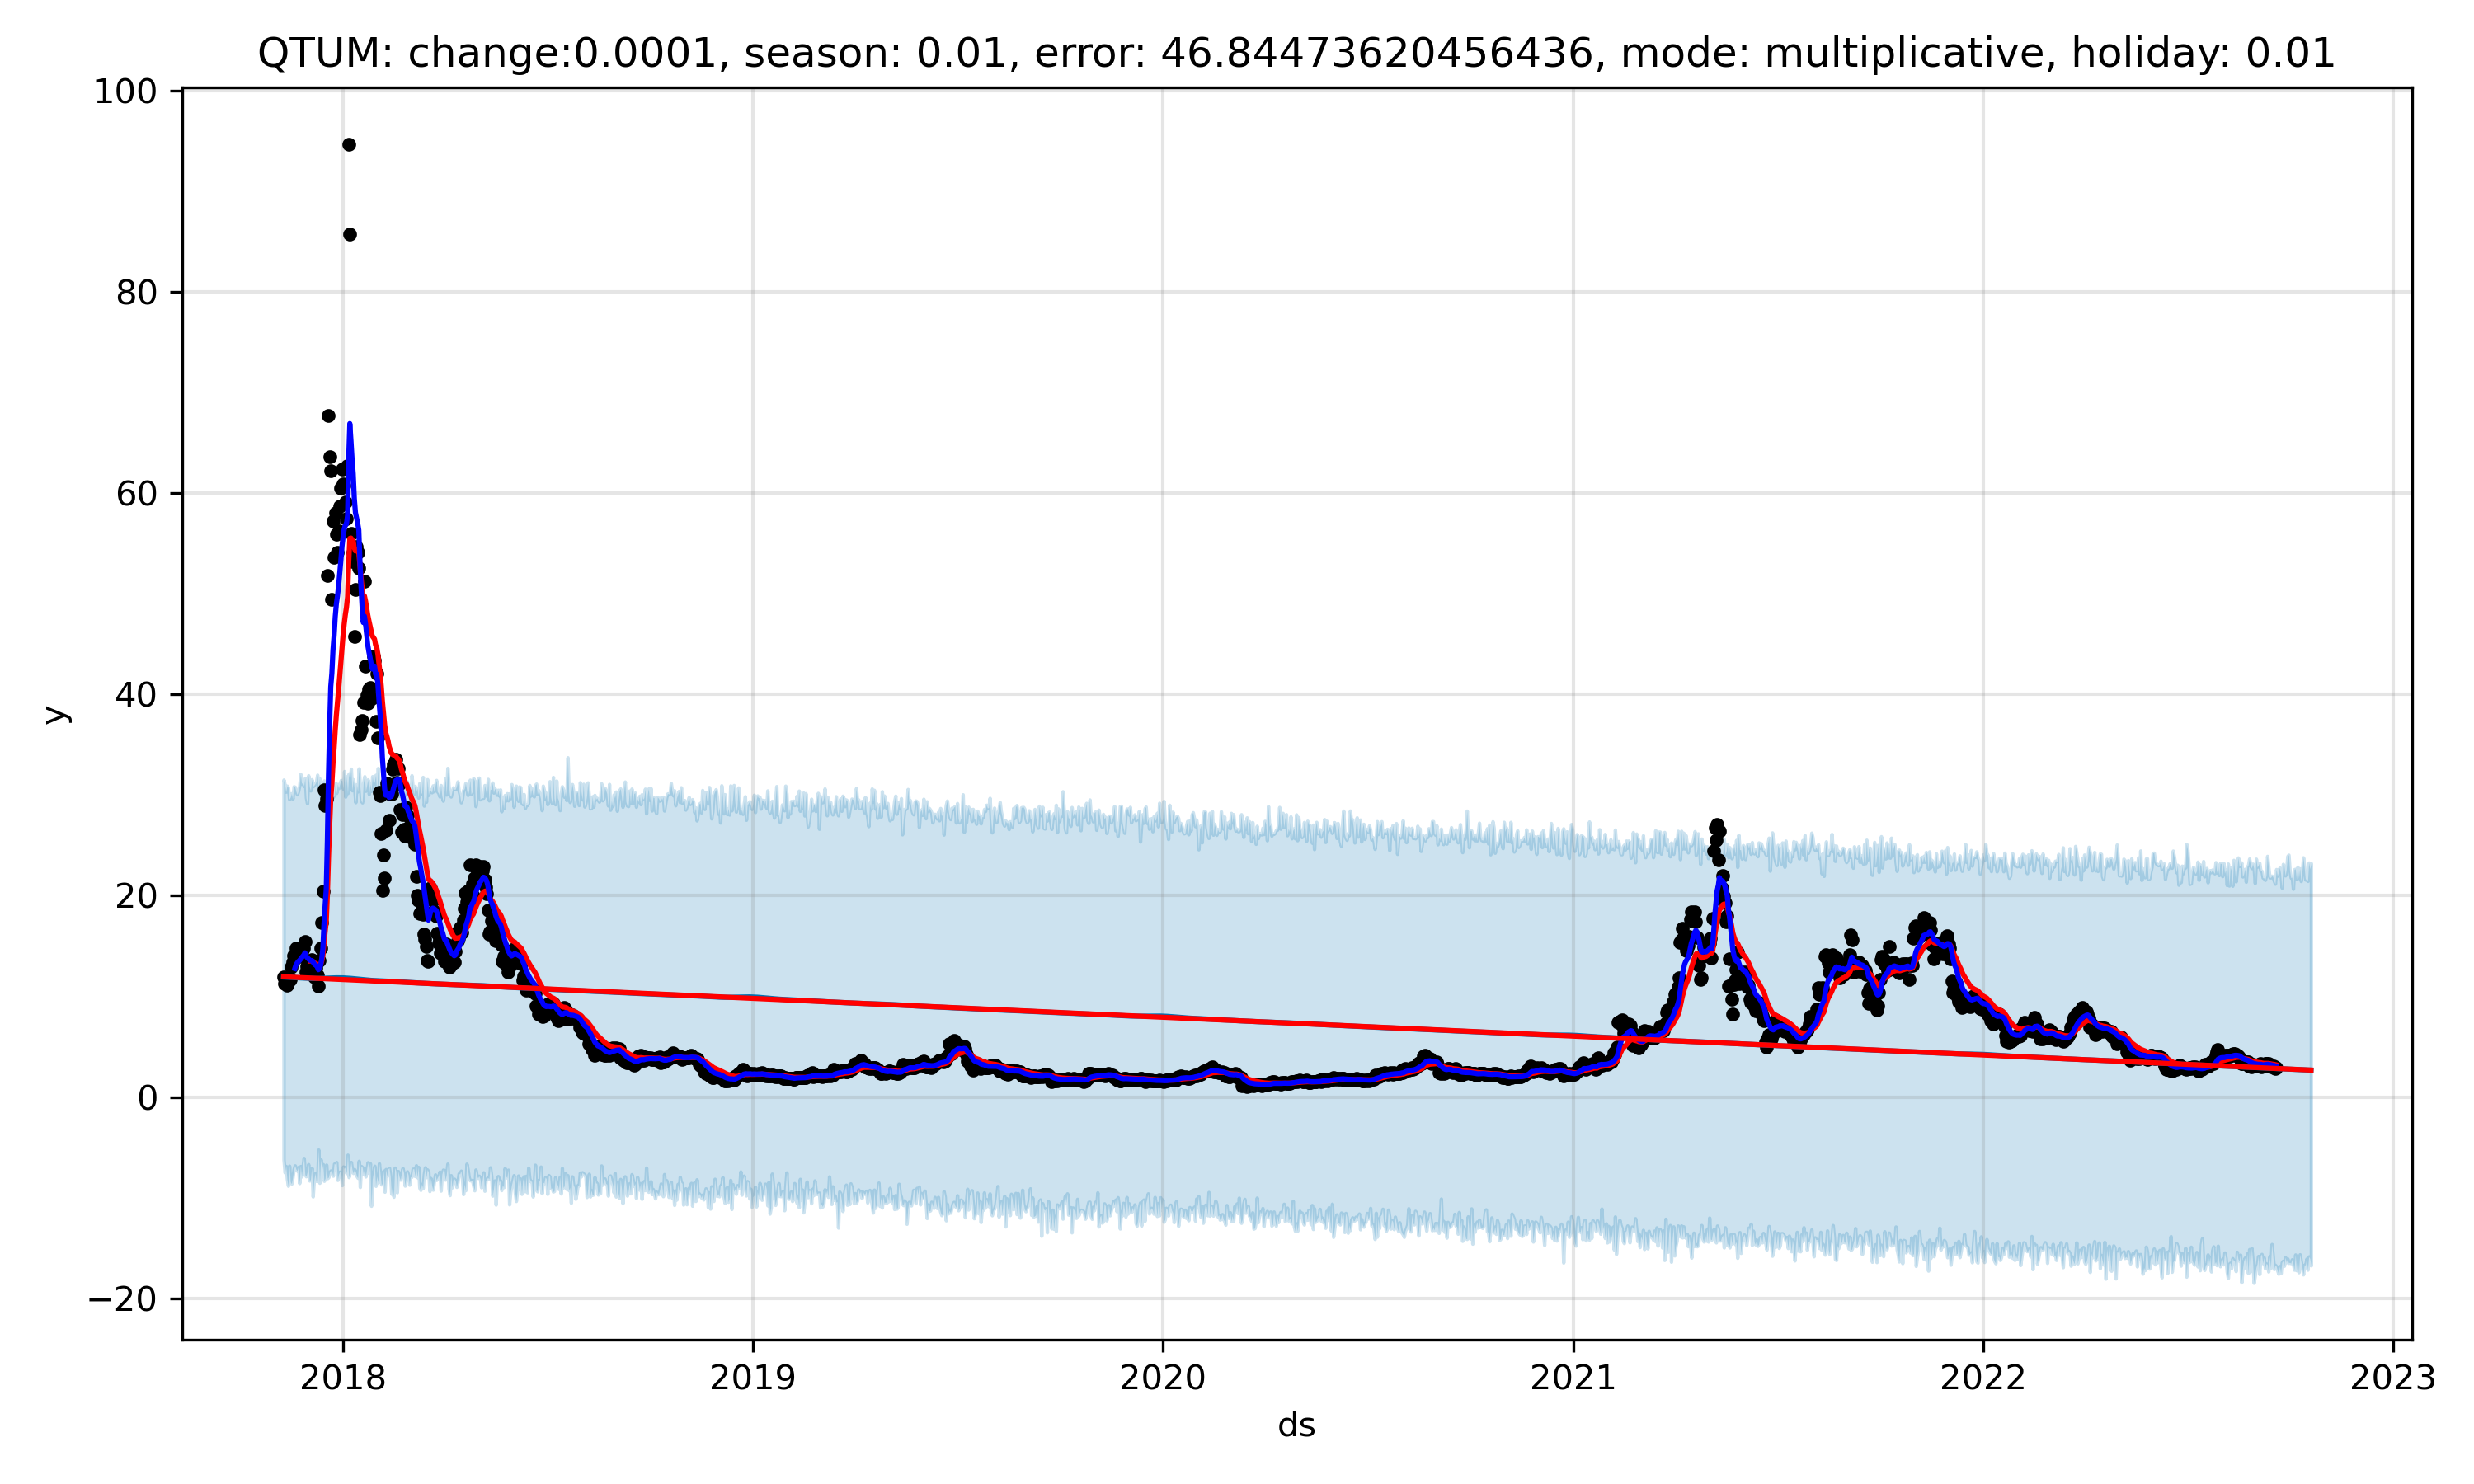 QTUM: change:0.0001, season: 0.01, error: 46.84473620456436, mode: multiplicative, holiday: 0.01
100
80
60
40
20
0
−20
y
2018 2019 2020 2021 2022 2023
ds